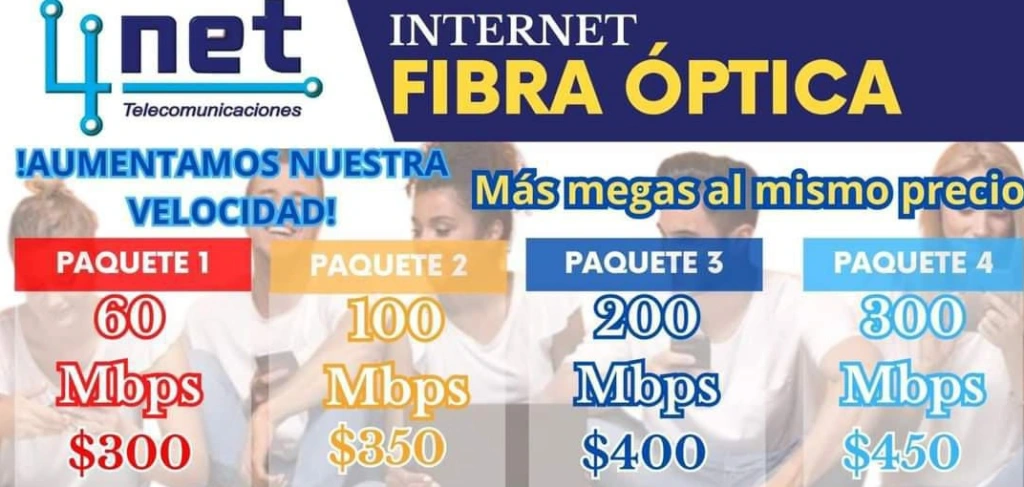 4net
Telecomunicaciones
INTERNET
FIBRA ÓPTICA
!AUMENTAMOS NUESTRA
VELOCIDAD!
Más megas al mismo precio
PAQUETE 1
60
Mbps
$300
PAQUETE 2
100
Mbps
$350
PAQUETE 3
200
Mbps
$400
PAQUETE 4
300
Mbps
$450